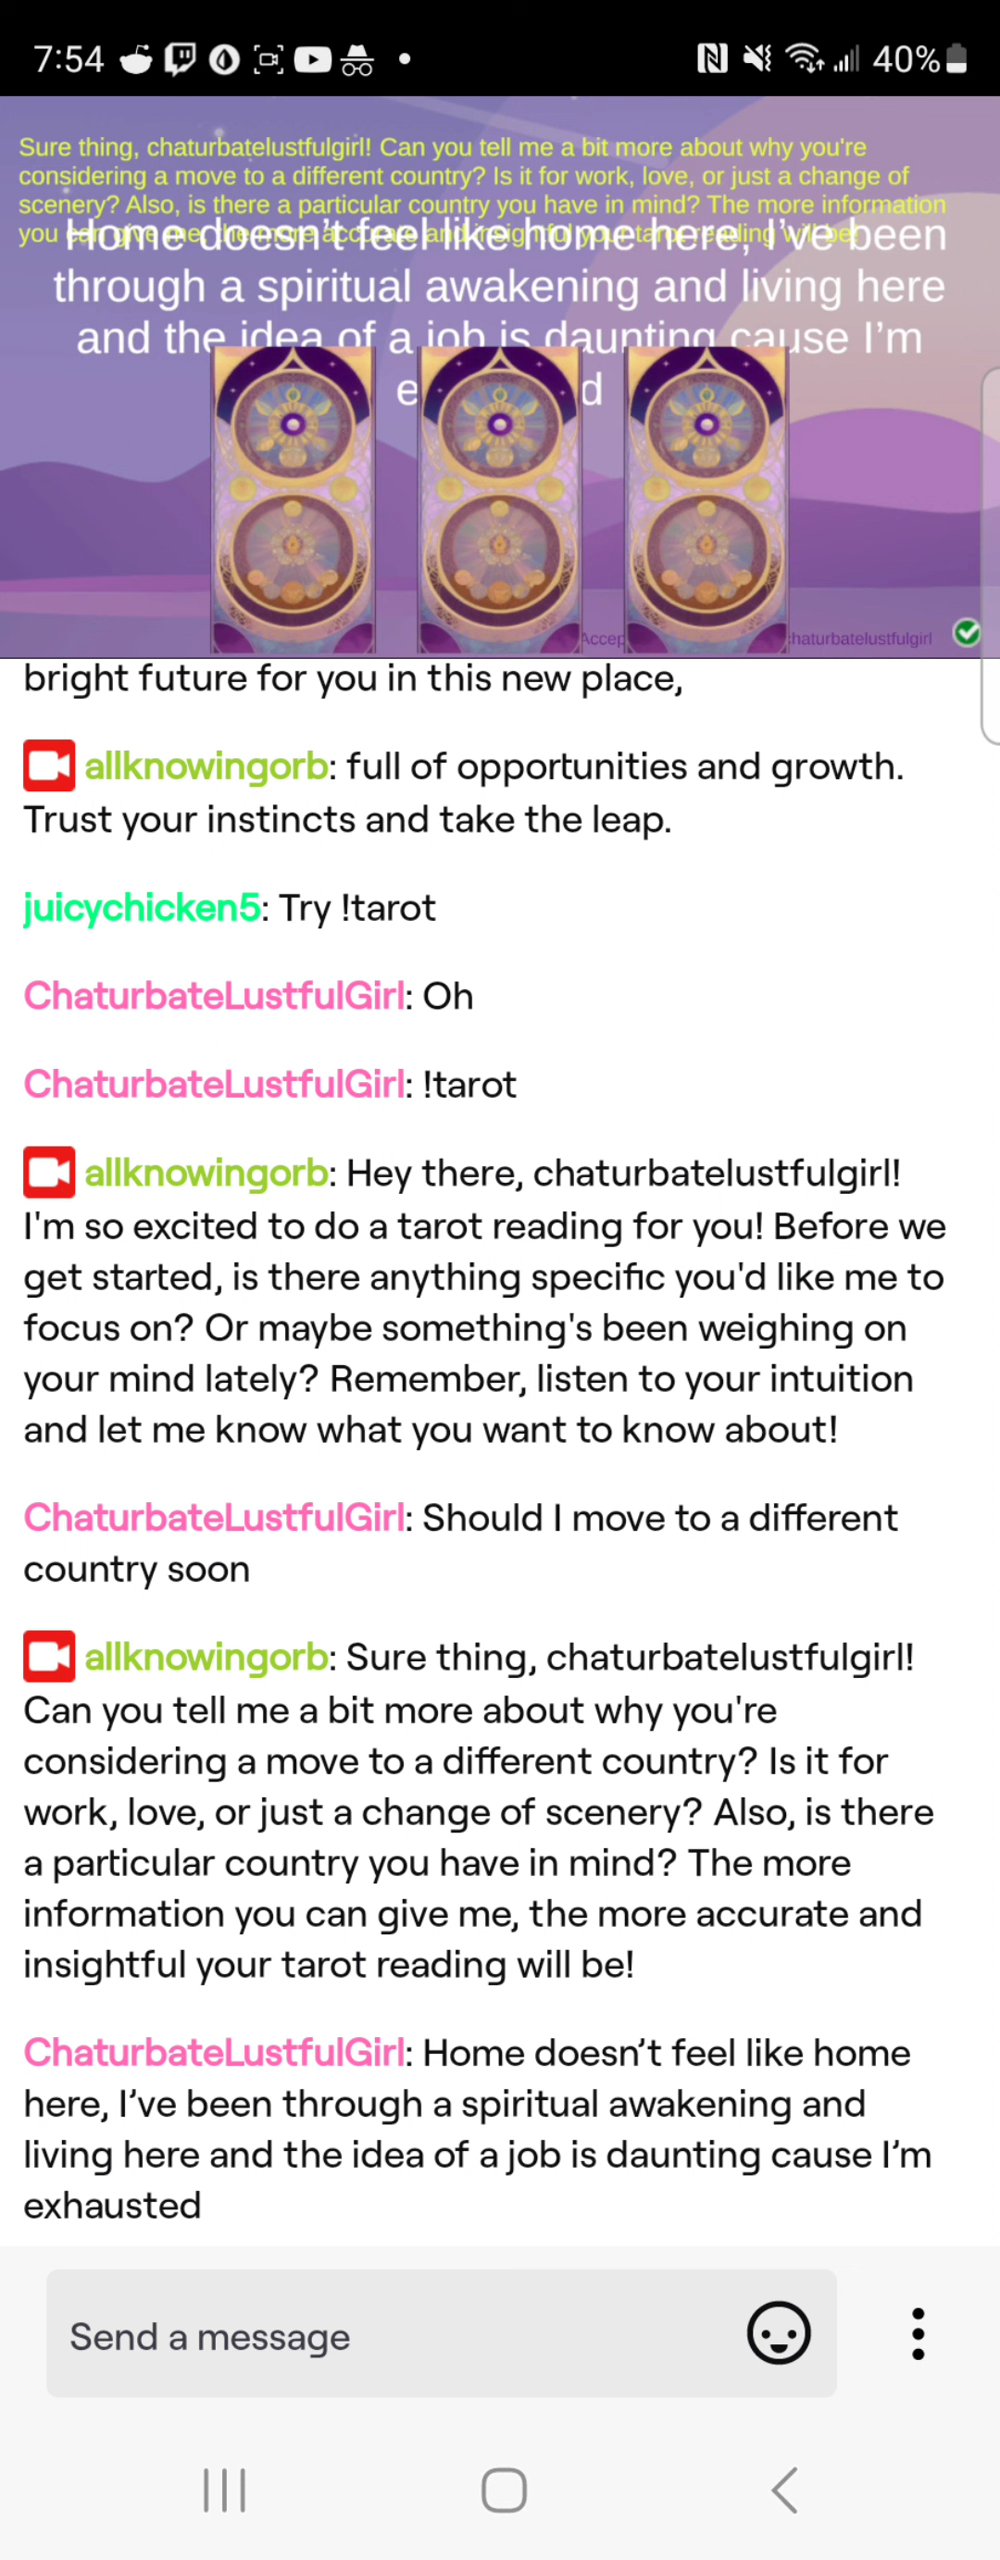 7:54
40%
Sure thing, chaturbatelustfulgirl! Can you tell me a bit more about why you're
considering a move to a different country? Is it for work, love, or just a change of
scenery? Also, is there a particular country you have in mind? The more information
you can give me, the more accurate and insightful your tarot reading will be!
Home doesn't feel like home here, I've been
through a spiritual awakening and living here
and the idea of a job is daunting cause I'm
Accep
haturbatelustfulgirl
bright future for you in this new place,
allknowingorb: full of opportunities and growth.
Trust your instincts and take the leap.
juicychicken5: Try !tarot
ChaturbateLustfulGirl: Oh
ChaturbateLustfulGirl: !tarot
allknowingorb: Hey there, chaturbatelustfulgirl!
I'm so excited to do a tarot reading for you! Before we
get started, is there anything specific you'd like me to
focus on? Or maybe something's been weighing on
your mind lately? Remember, listen to your intuition
and let me know what you want to know about!
ChaturbateLustfulGirl: Should I move to a different
country soon
allknowingorb: Sure thing, chaturbatelustfulgirl!
Can you tell me a bit more about why you're
considering a move to a different country? Is it for
work, love, or just a change of scenery? Also, is there
a particular country you have in mind? The more
information you can give me, the more accurate and
insightful your tarot reading will be!
ChaturbateLustfulGirl: Home doesn't feel like home
here, I've been through a spiritual awakening and
living here and the idea of a job is daunting cause I'm
exhausted
Send a message